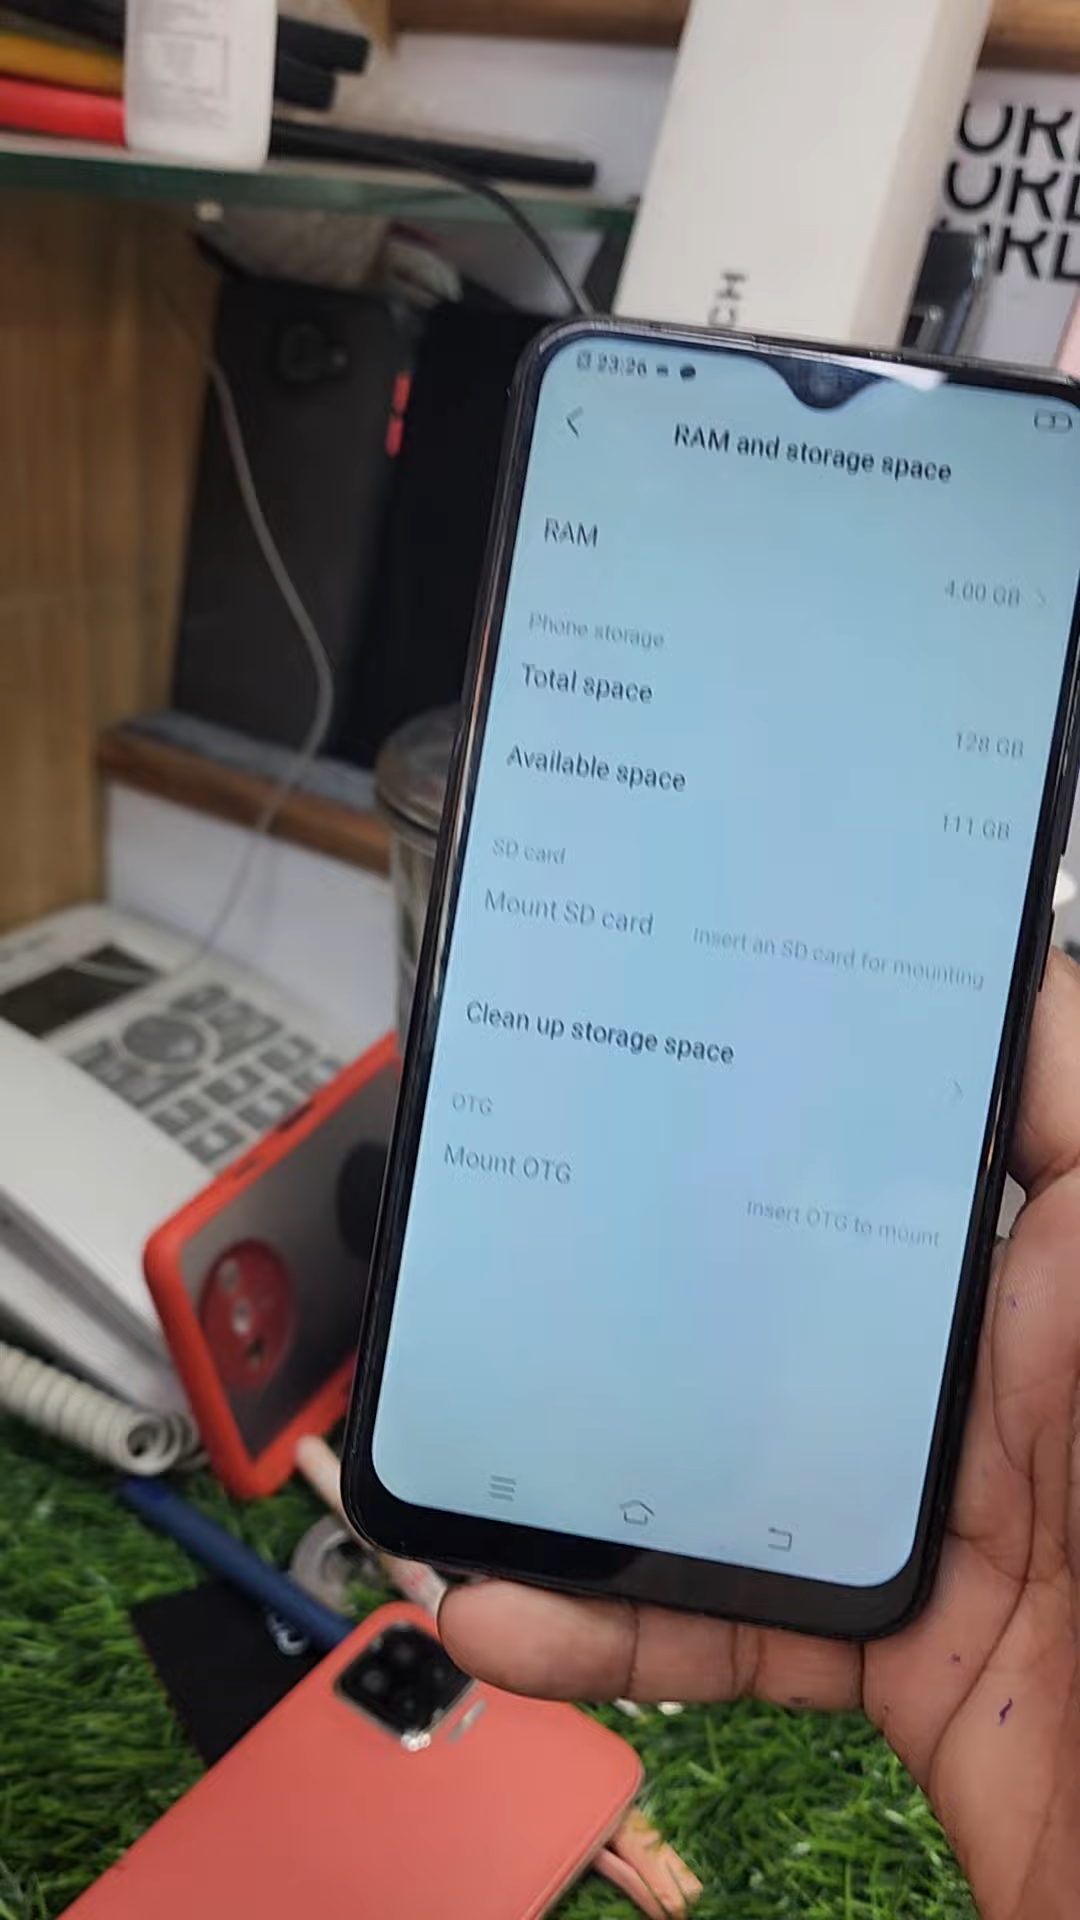 CH
23:26
RAM and storage space
RAM
4.00 GB
Phone storage
Total space
128 GB
Available space
111 GB
SD card
Mount SD card
Insert an SD card for mounting
Clean up storage space
OTG
Mount OTG
Insert OTG to mount